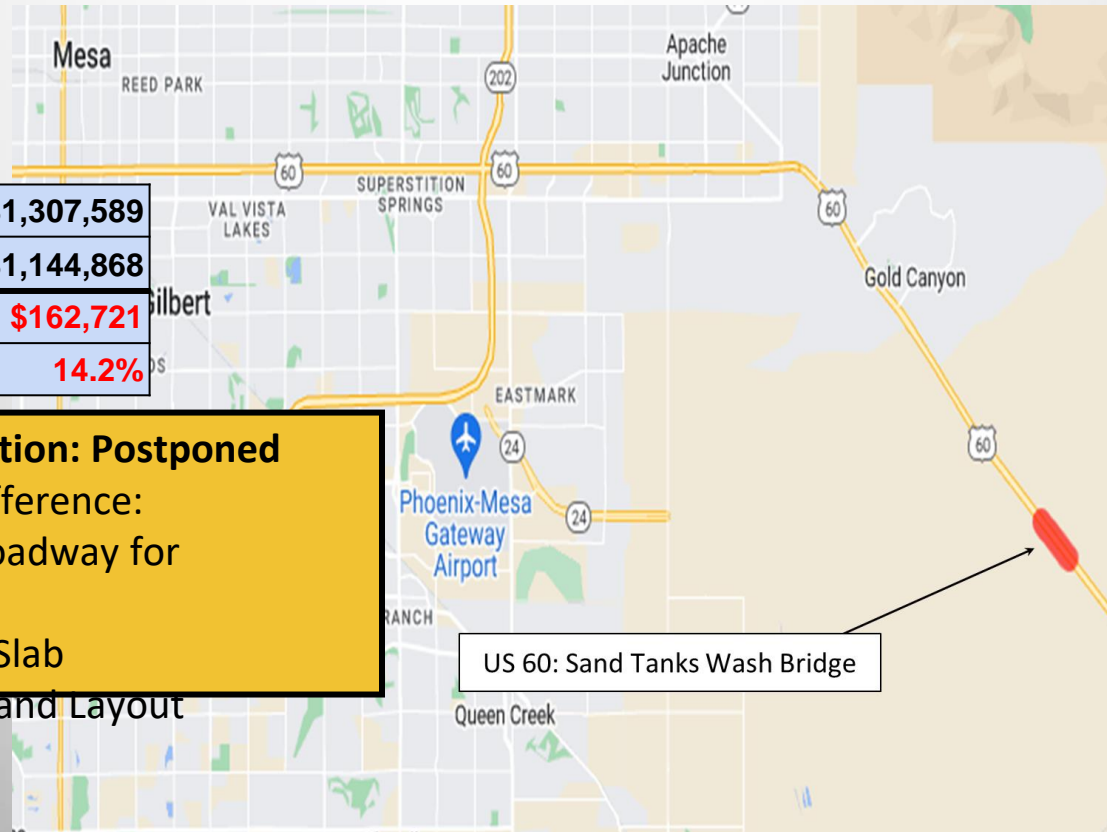 Mesa
REED PARK
Apache
Junction
202
60
60
SUPERSTITION
SPRINGS
60
1,307,589
VAL VISTA
LAKES
1,144,868
Gold Canyon
$162,721
ilbert
14.2%
EASTMARK
60
tion: Postponed
fference:
24
oadway for
Phoenix-Mesa
Gateway
Airport
24
RANCH
Slab
US 60: Sand Tanks Wash Bridge
and Layout
Queen Creek